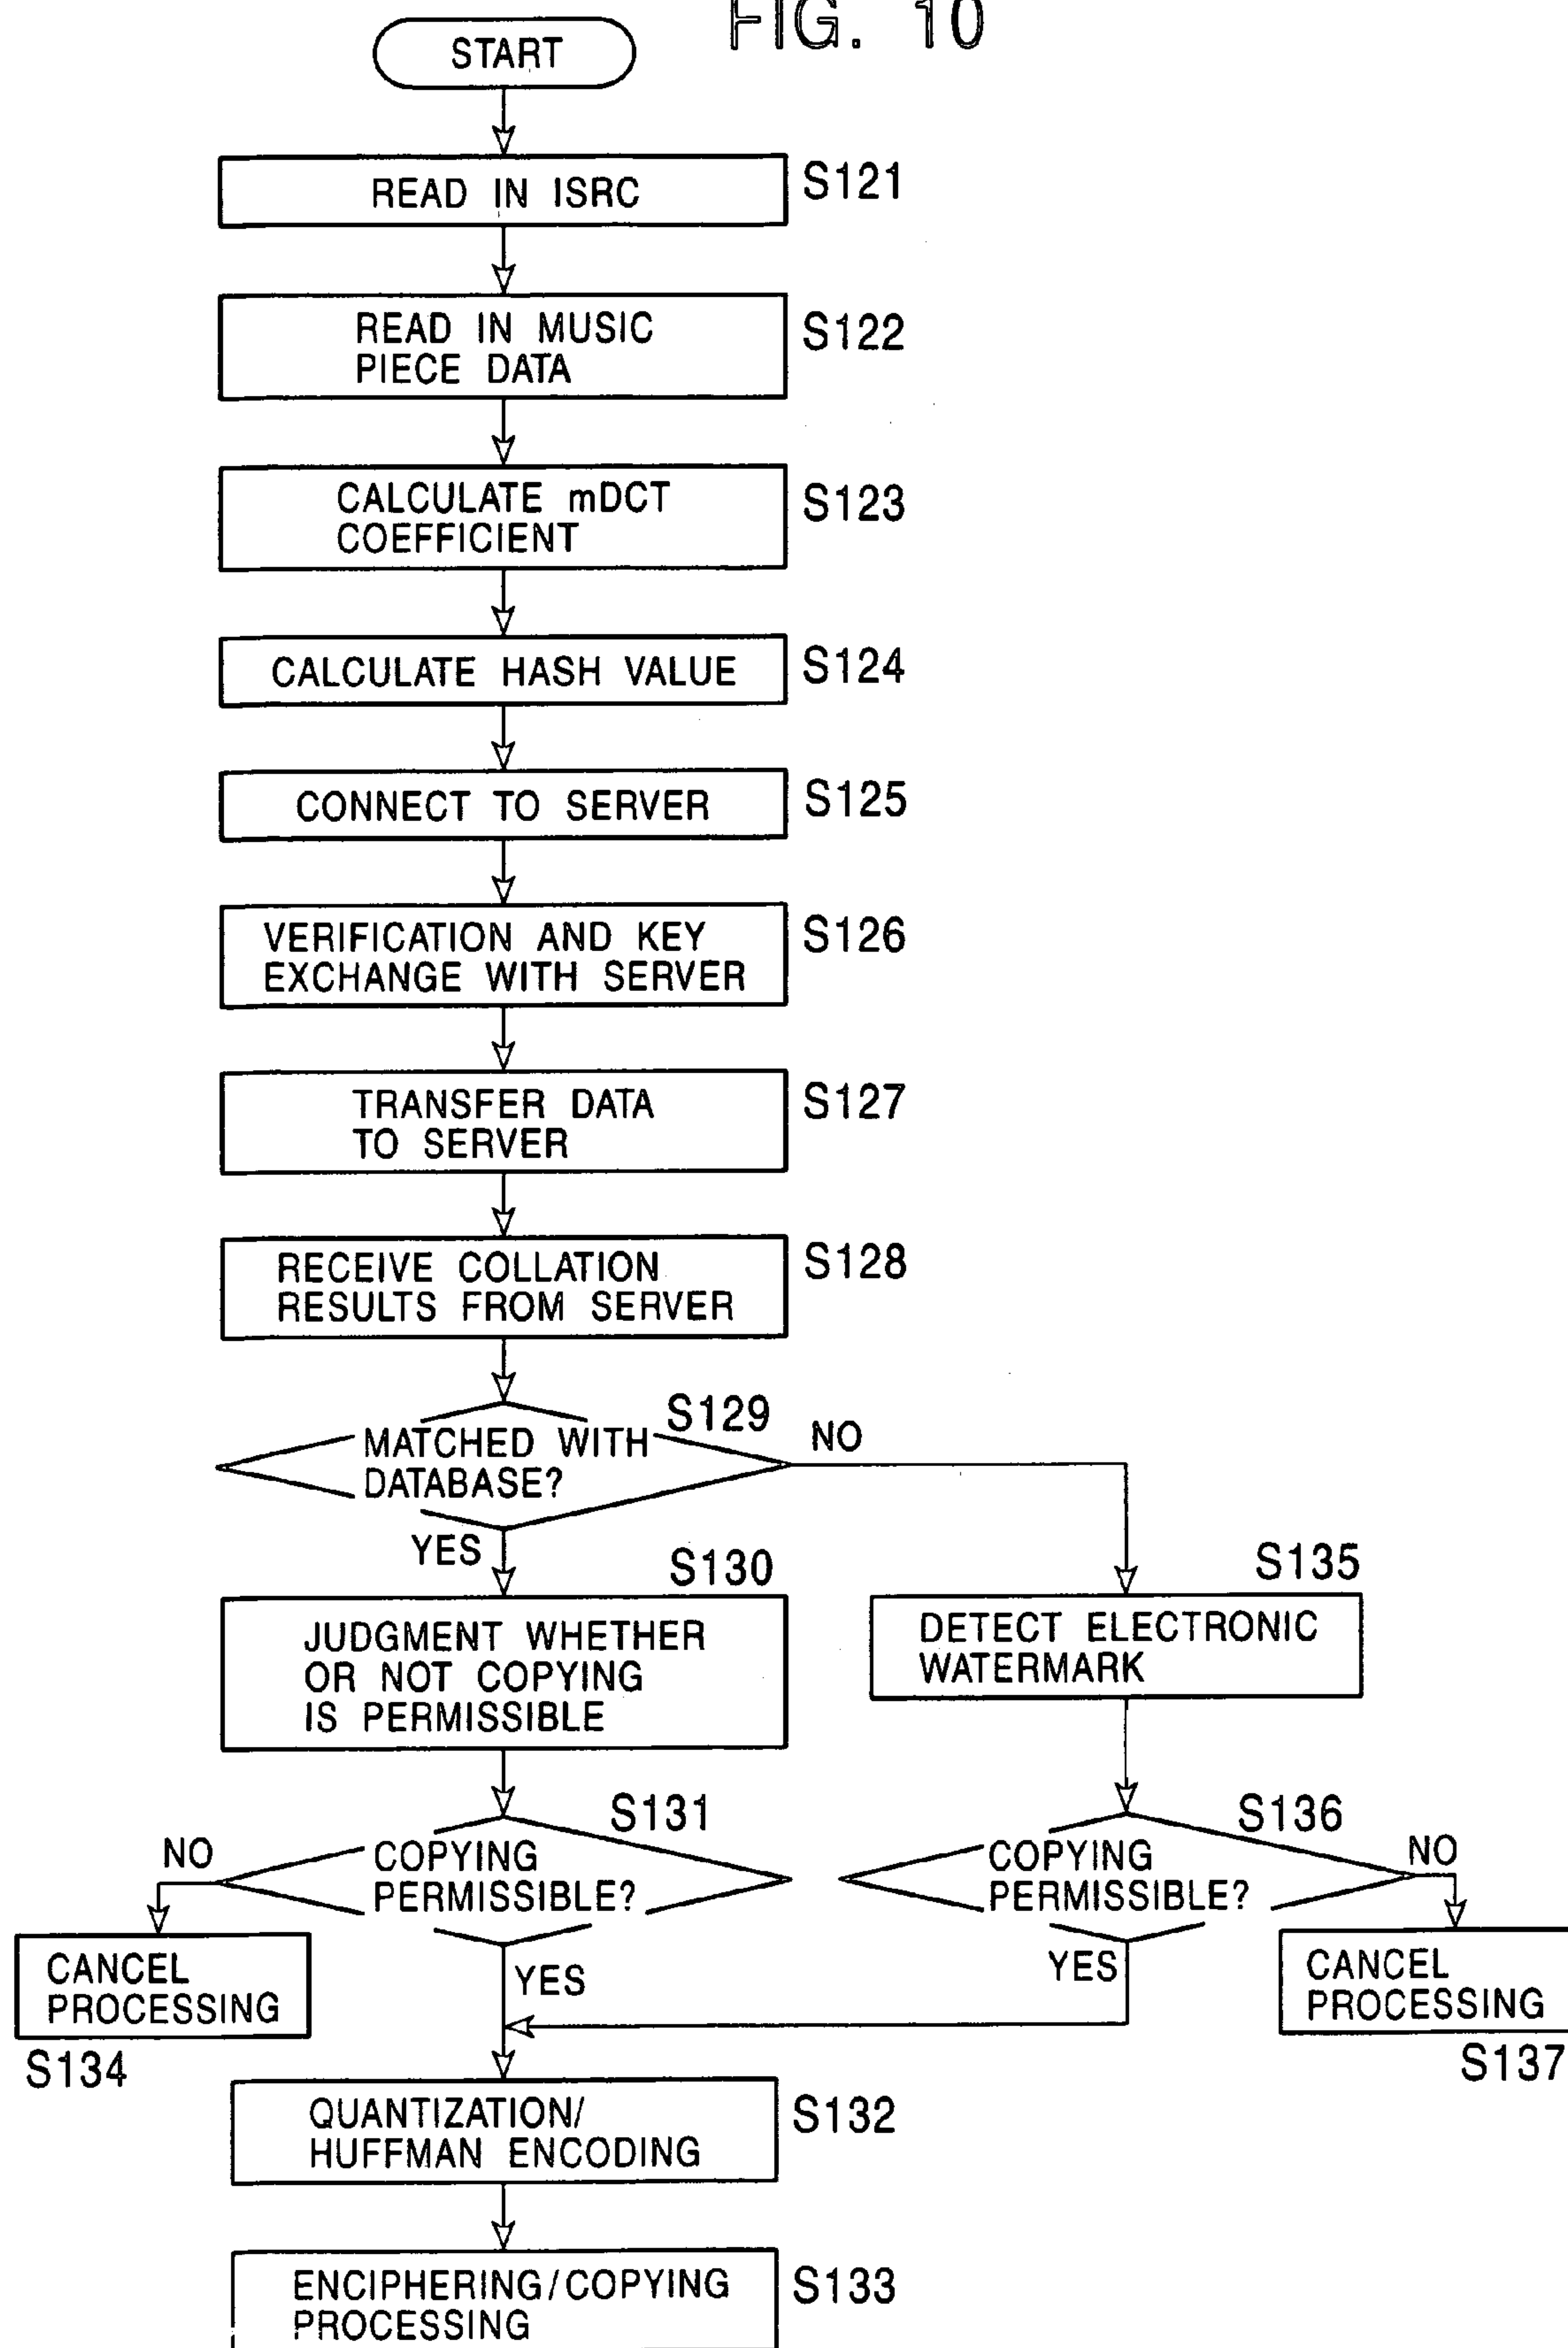 FIG. 10
START
READ IN ISRC
S121
READ IN MUSIC
PIECE DATA
S122
CALCULATE mDCT
COEFFICIENT
S123
CALCULATE HASH VALUE
S124
CONNECT TO SERVER
S125
VERIFICATION AND KEY
EXCHANGE WITH SERVER
S126
TRANSFER DATA
TO SERVER
S127
RECEIVE COLLATION
RESULTS FROM SERVER
S128
S129
MATCHED WITH
DATABASE?
NO
YES
S130
JUDGMENT WHETHER
OR NOT COPYING
IS PERMISSIBLE
S135
DETECT ELECTRONIC
WATERMARK
S131
COPYING
PERMISSIBLE?
NO
YES
S136
COPYING
PERMISSIBLE?
NO
YES
CANCEL
PROCESSING
S134
CANCEL
PROCESSING
S137
QUANTIZATION/
HUFFMAN ENCODING
S132
ENCIPHERING/COPYING
PROCESSING
S133